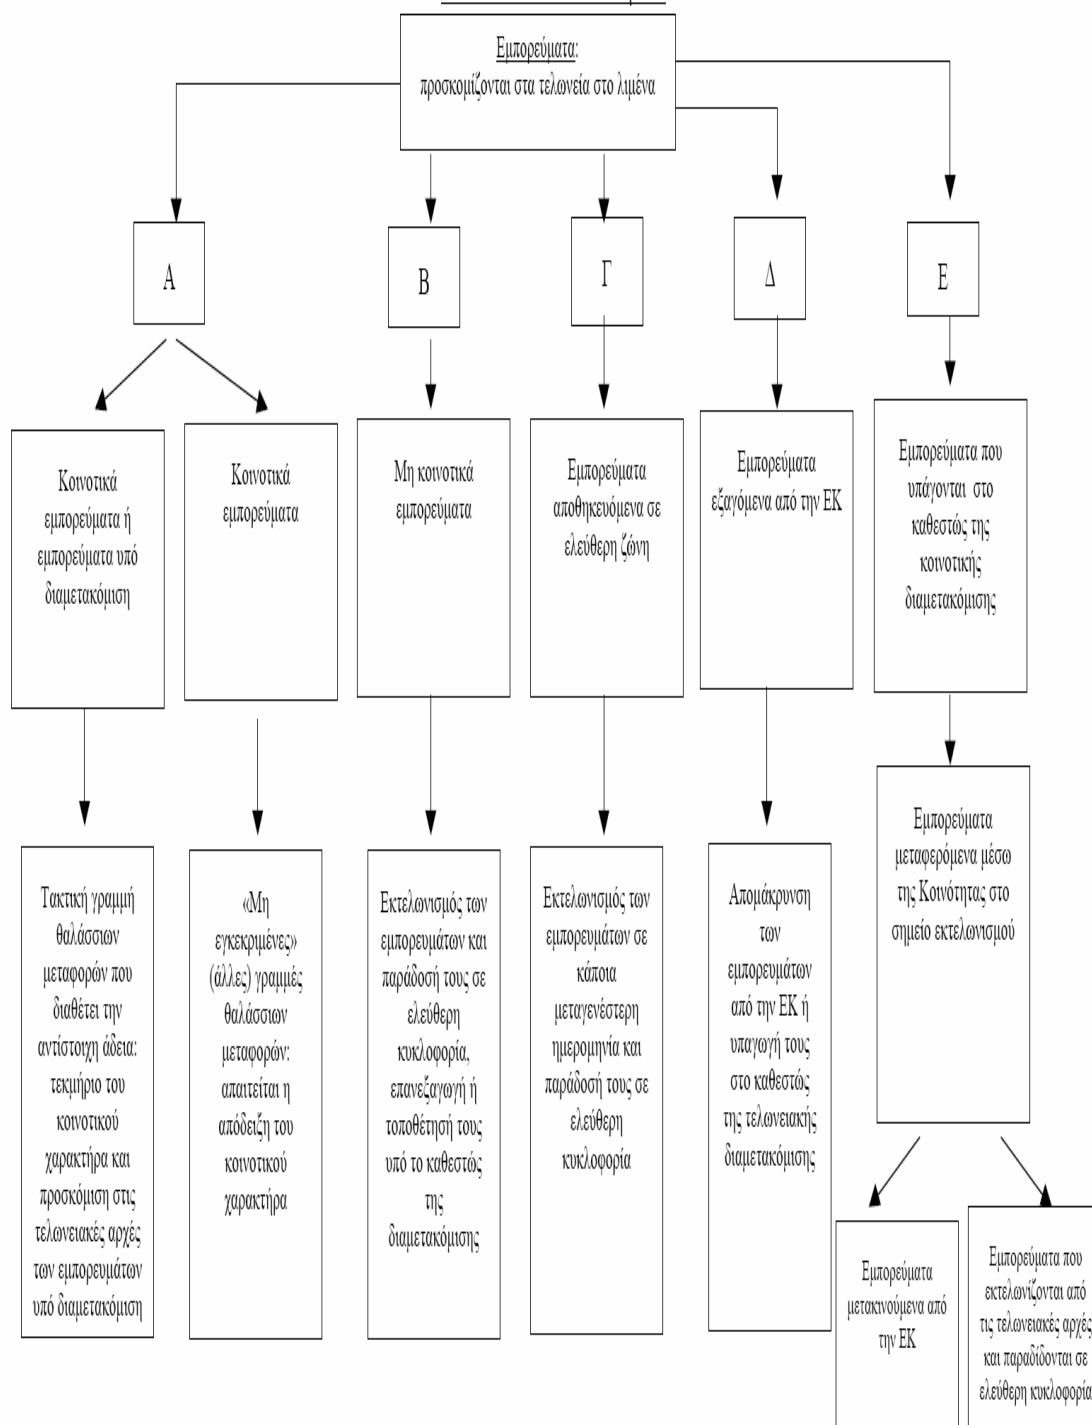 Εμπορεύματα:
προσκομίζονται στα τελωνεία στο λιμένα
Α
Β
Γ
Δ
Ε
Κοινοτικά
εμπορεύματα ή
εμπορεύματα υπό
διαμετακόμιση
Κοινοτικά
εμπορεύματα
Μη κοινοτικά
εμπορεύματα
Εμπορεύματα
αποθηκευόμενα σε
ελεύθερη ζώνη
Εμπορεύματα
εξαγόμενα από την ΕΚ
Εμπορεύματα που
υπάγονται στο
καθεστώς της
κοινοτικής
διαμετακόμισης
Τακτική γραμμή
θαλάσσιων
μεταφορών που
διαθέτει την
αντίστοιχη άδεια:
τεκμήριο του
κοινοτικού
χαρακτήρα και
προσκόμιση στις
τελωνειακές αρχές
των εμπορευμάτων
υπό διαμετακόμιση
«Μη
εγκεκριμένες»
(άλλες) γραμμές
θαλάσσιων
μεταφορών:
απαιτείται η
απόδειξη του
κοινοτικού
χαρακτήρα
Εκτελωνισμός των
εμπορευμάτων και
παράδοσή τους σε
ελεύθερη
κυκλοφορία,
επανεξαγωγή ή
τοποθέτησή τους
υπό το καθεστώς
της
διαμετακόμισης
Εκτελωνισμός των
εμπορευμάτων σε
κάποια
μεταγενέστερη
ημερομηνία και
παράδοσή τους σε
ελεύθερη
κυκλοφορία
Απομάκρυνση
των
εμπορευμάτων
από την ΕΚ ή
υπαγωγή τους
στο καθεστώς
της τελωνειακής
διαμετακόμισης
Εμπορεύματα
μεταφερόμενα μέσω
της Κοινότητας στο
σημείο εκτελωνισμού
Εμπορεύματα
μετακινούμενα από
την ΕΚ
Εμπορεύματα που
εκτελωνίζονται από
τις τελωνειακές αρχές
και παραδίδονται σε
ελεύθερη κυκλοφορία